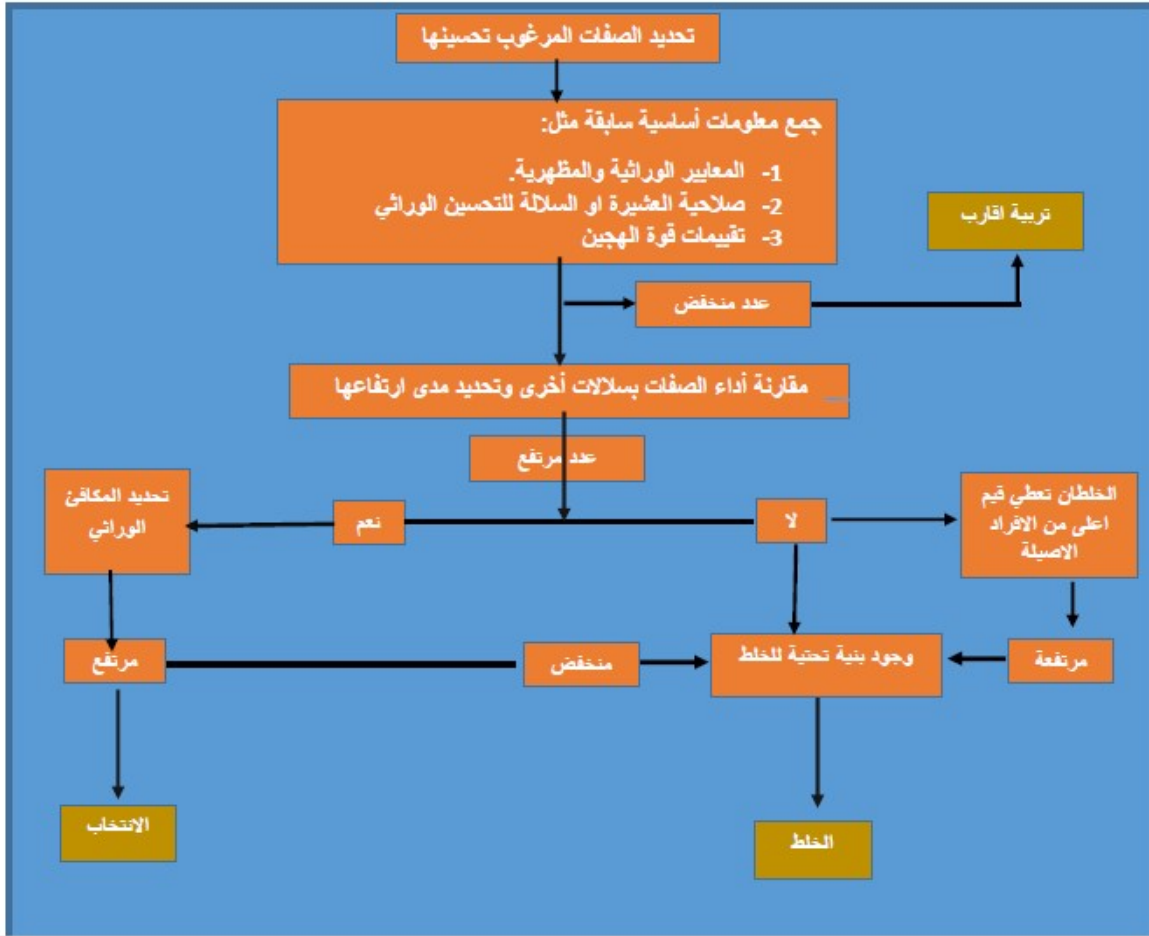 تحديد الصفات المرغوب تحسينها
جمع معلومات أساسية سابقة مثل:
1- المعايير الوراثية والمظهرية.
2- صلاحية العشيرة او السلالة للتحسين الوراثي
3- تقييمات قوة الهجين
تربية اقارب
عدد منخفض
مقارنة أداء الصفات بسلالات أخرى وتحديد مدى ارتفاعها
عدد مرتفع
الخلطان تعطي قيم
اعلى من الافراد
الاصيلة
لا
نعم
تحديد المكافئ
الوراثي
مرتفعة
وجود بنية تحتية للخلط
منخفض
مرتفع
الخلط
الانتخاب